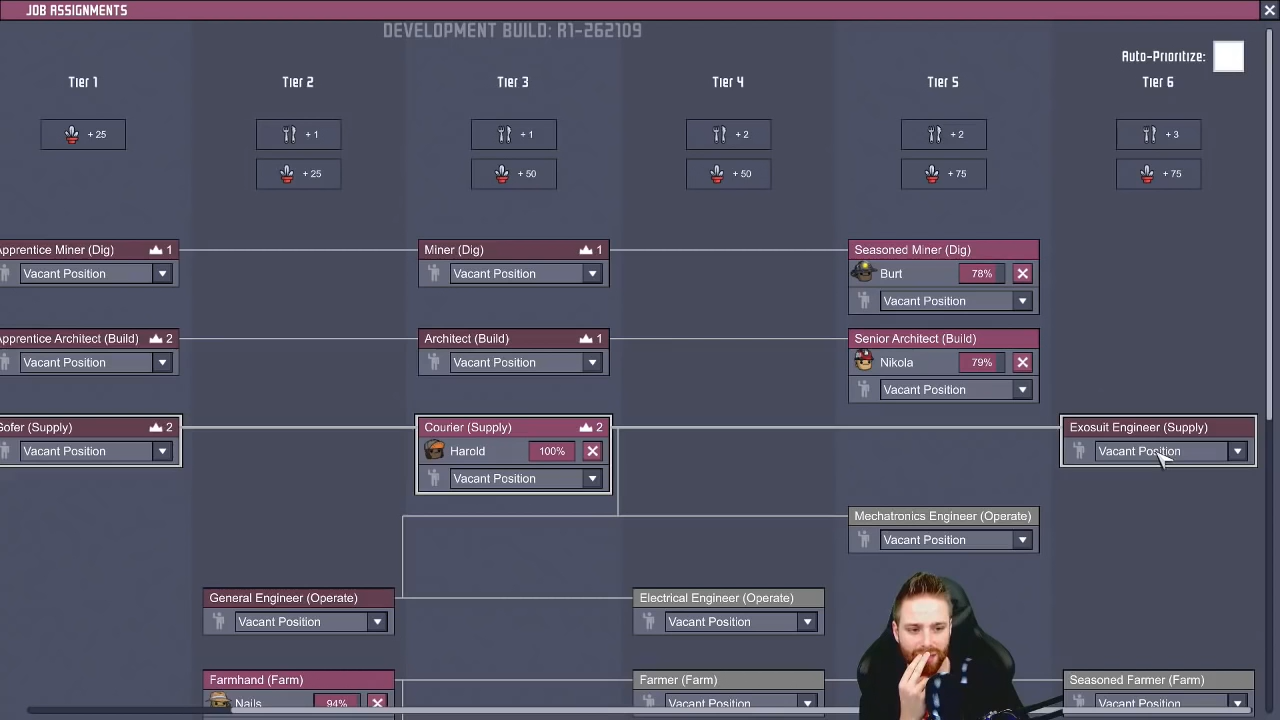 JOB ASSIGNMENTS
DEVELOPMENT BUILD: R1-262109
Auto-Prioritize:
Tier 1
Tier 2
Tier 3
Tier 4
Tier 5
Tier 6
+ 25
+ 1
+ 1
+ 2
+ 2
+ 3
+ 25
+ 50
+ 50
+ 75
+ 75
Apprentice Miner (Dig) 1
Vacant Position
Miner (Dig) 1
Vacant Position
Seasoned Miner (Dig)
Burt 78%
Vacant Position
Apprentice Architect (Build) 2
Vacant Position
Architect (Build) 1
Vacant Position
Senior Architect (Build)
Nikola 79%
Vacant Position
Gofer (Supply) 2
Vacant Position
Courier (Supply) 2
Harold 100%
Vacant Position
Exosuit Engineer (Supply)
Vacant Position
Mechatronics Engineer (Operate)
Vacant Position
General Engineer (Operate)
Vacant Position
Electrical Engineer (Operate)
Vacant Position
Farmhand (Farm)
Nails 94%
Farmer (Farm)
Vacant Position
Seasoned Farmer (Farm)
Vacant Position